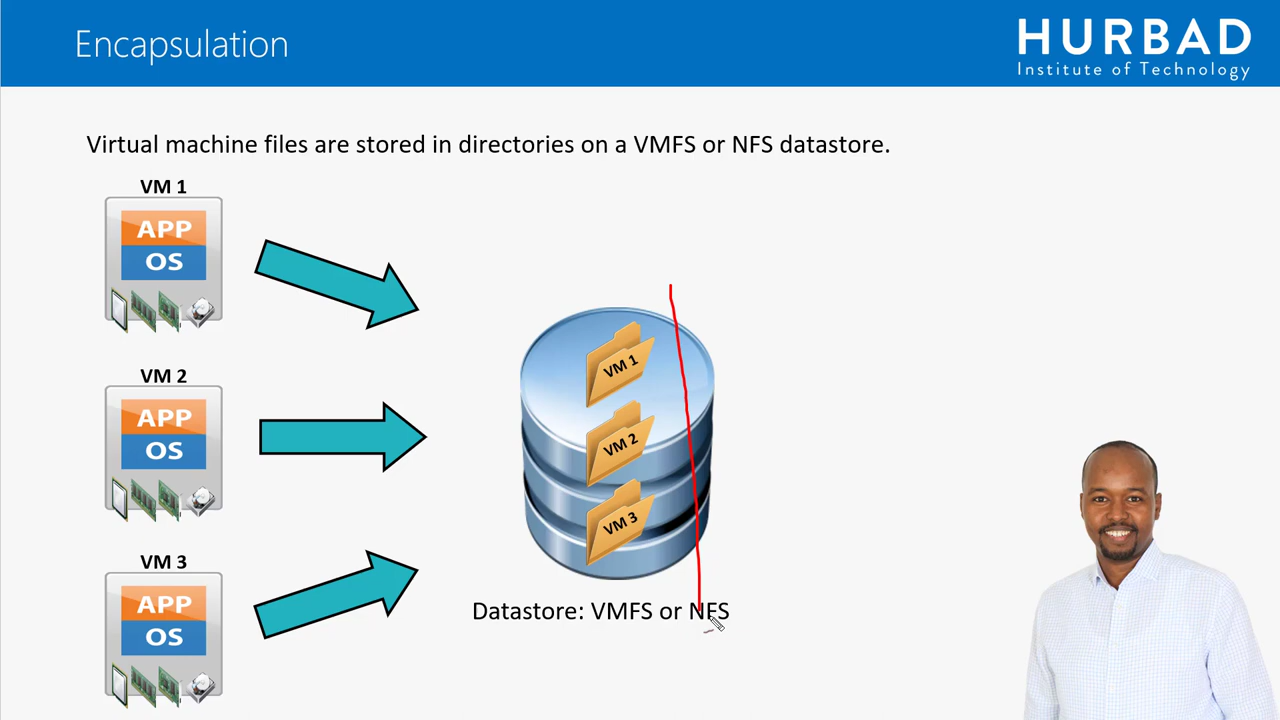 Encapsulation
HURBAD
Institute of Technology
Virtual machine files are stored in directories on a VMFS or NFS datastore.
VM 1
APP
OS
VM 2
APP
OS
VM 3
APP
OS
VM 1
VM 2
VM 3
Datastore: VMFS or NFS